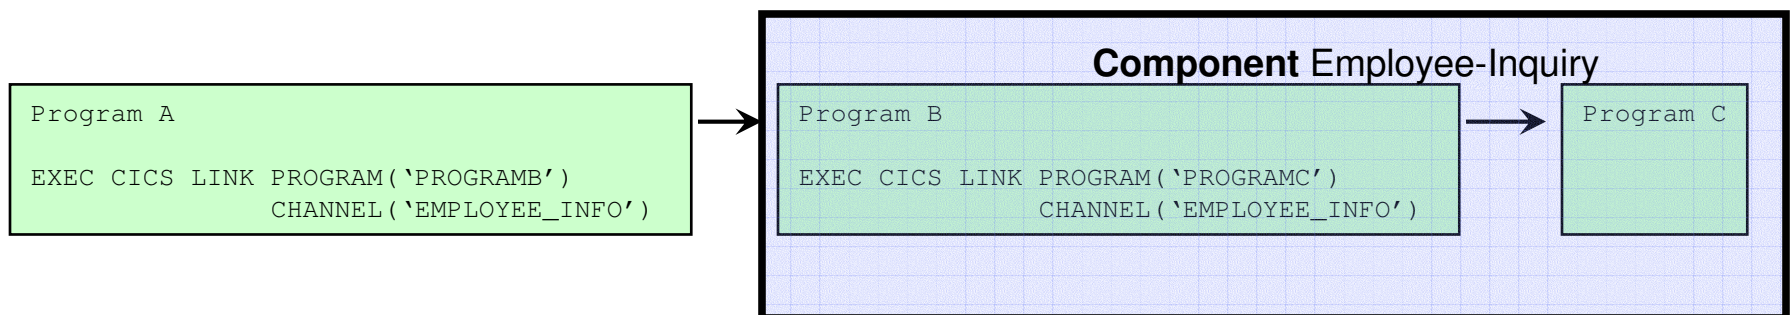 Component Employee-Inquiry
Program A
EXEC CICS LINK PROGRAM(‘PROGRAMB’)
CHANNEL(‘EMPLOYEE_INFO’)
Program B
EXEC CICS LINK PROGRAM(‘PROGRAMC’)
CHANNEL(‘EMPLOYEE_INFO’)
Program C